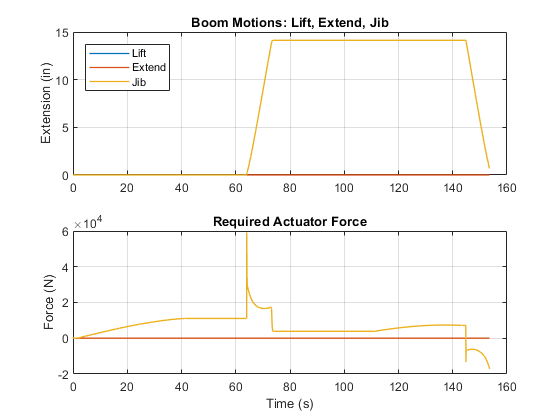 Boom Motions: Lift, Extend, Jib
Extension (in)
15
10
5
0
Lift
Extend
Jib
0 20 40 60 80 100 120 140 160
Required Actuator Force
×10⁴
Force (N)
6
4
2
0
-2
0 20 40 60 80 100 120 140 160
Time (s)